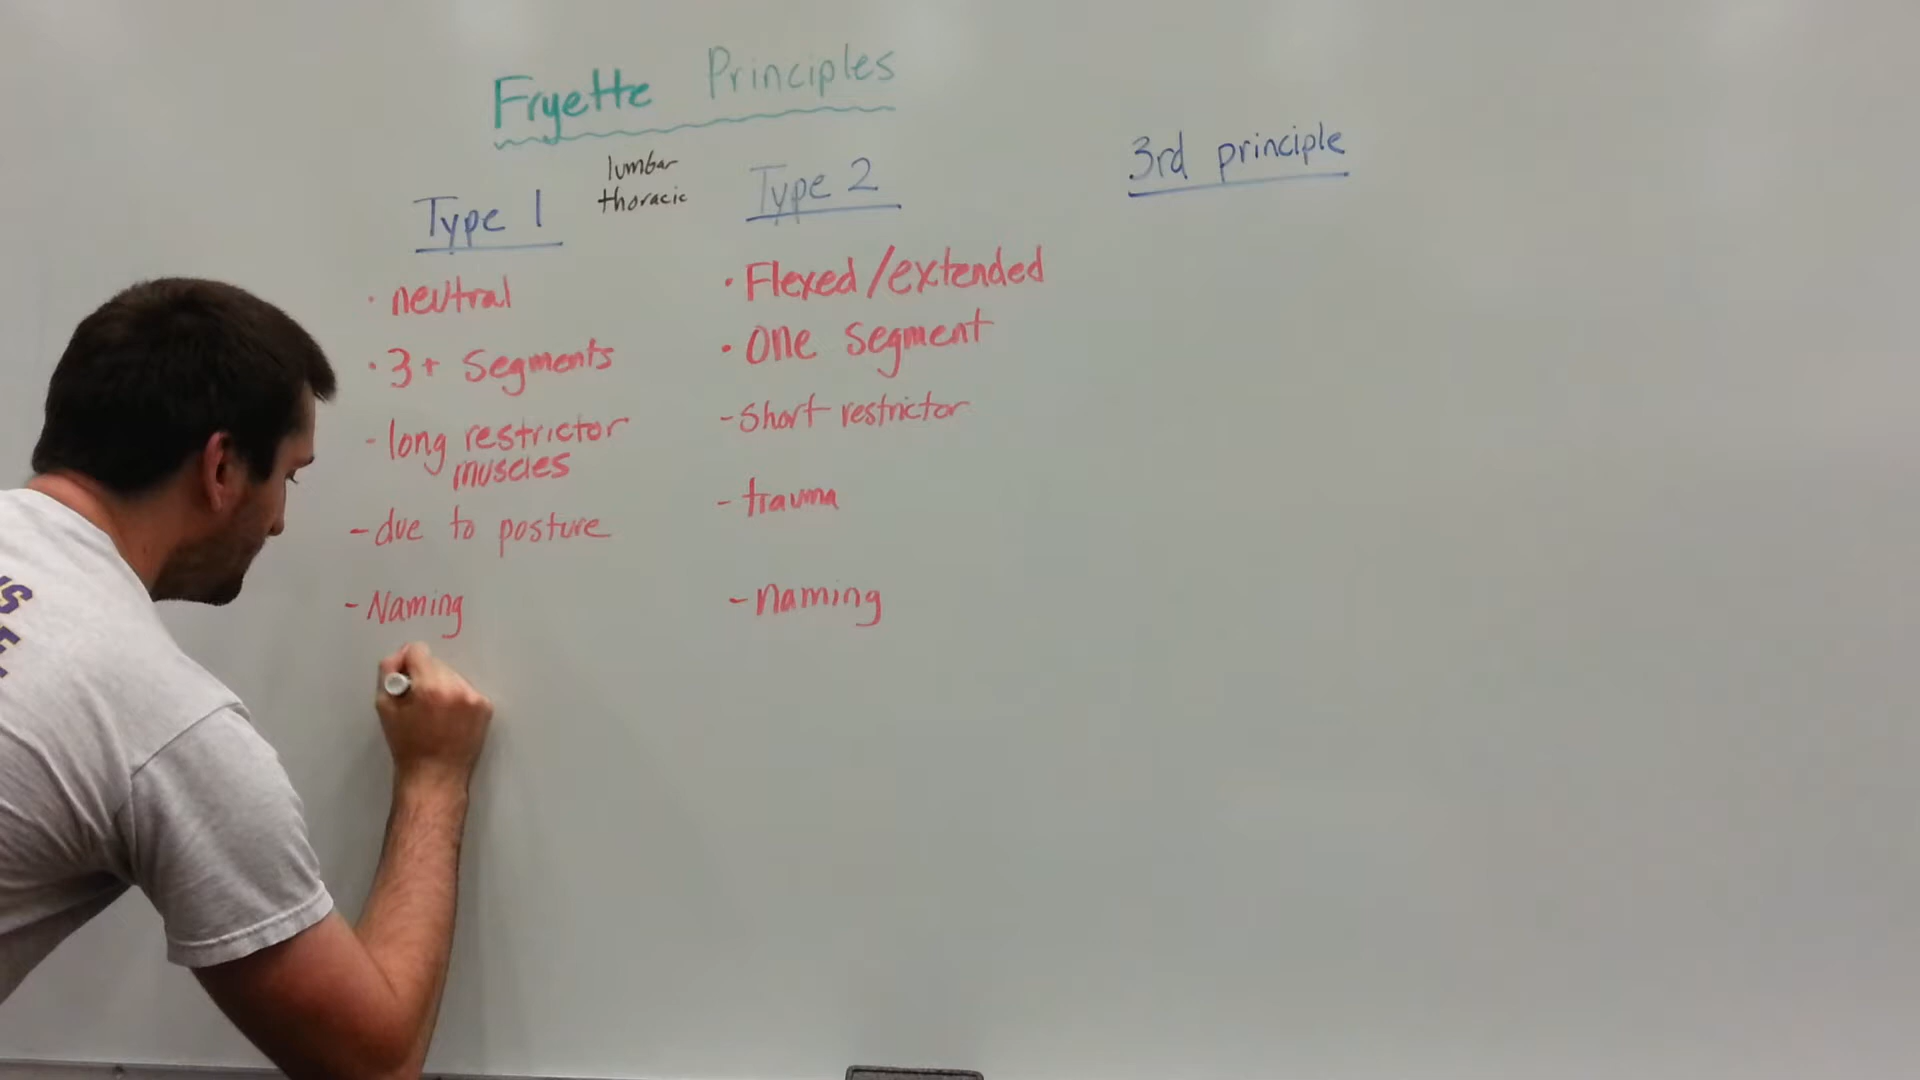 Fryette Principles
lumbar
thoracic
Type 1
· neutral
· 3+ segments
- long restrictor
muscles
- due to posture
- Naming
Type 2
· Flexed/extended
· One segment
- Short restrictor
- trauma
- naming
3rd principle